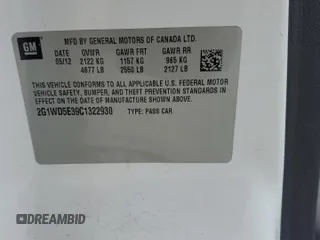 GM
MFD BY GENERAL MOTORS OF CANADA LTD.
05/12 GVWR GAWR FRT GAWR RR
2122 KG 1157 KG 965 KG
4677 LB 2550 LB 2127 LB
THIS VEHICLE CONFORMS TO ALL APPLICABLE U.S. FEDERAL MOTOR
VEHICLE SAFETY, BUMPER, AND THEFT PREVENTION STANDARDS IN
EFFECT ON THE DATE OF MANUFACTURE SHOWN ABOVE.
2G1WD5E39C1322930 TYPE: PASS CAR
DREAMBID